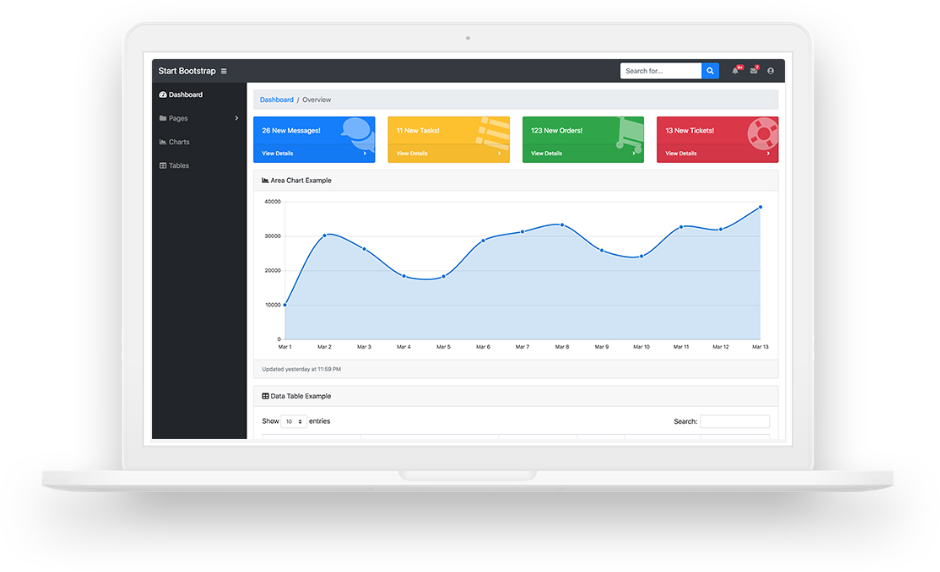 Start Bootstrap
Search for...
9+
7
Dashboard
Pages
Charts
Tables
Dashboard / Overview
26 New Messages!
View Details
11 New Tasks!
View Details
123 New Orders!
View Details
13 New Tickets!
View Details
Area Chart Example
40000
30000
20000
10000
0
Mar 1 Mar 2 Mar 3 Mar 4 Mar 5 Mar 6 Mar 7 Mar 8 Mar 9 Mar 10 Mar 11 Mar 12 Mar 13
Updated yesterday at 11:59 PM
Data Table Example
Show 10 entries Search: